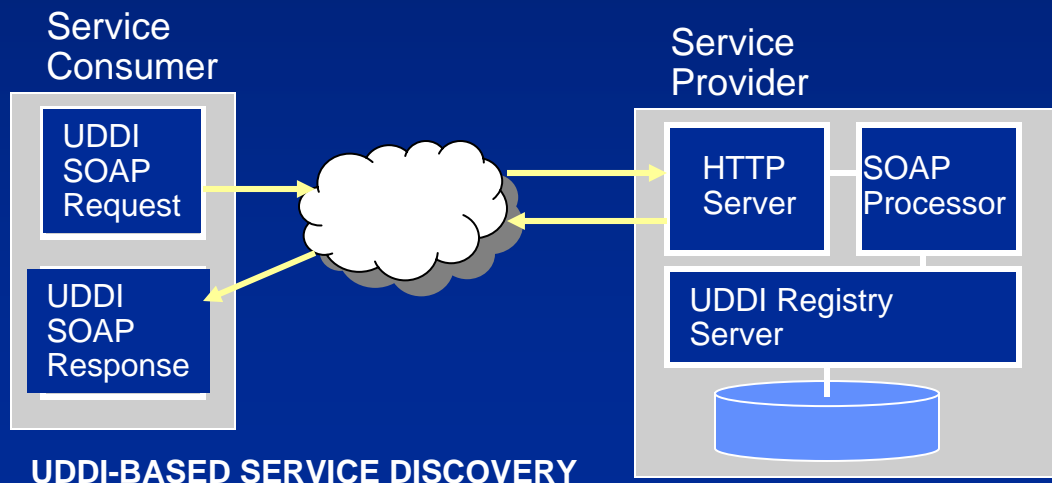 Service
Consumer
UDDI
SOAP
Request
UDDI
SOAP
Response
Service
Provider
HTTP
Server
SOAP
Processor
UDDI Registry
Server
UDDI-BASED SERVICE DISCOVERY